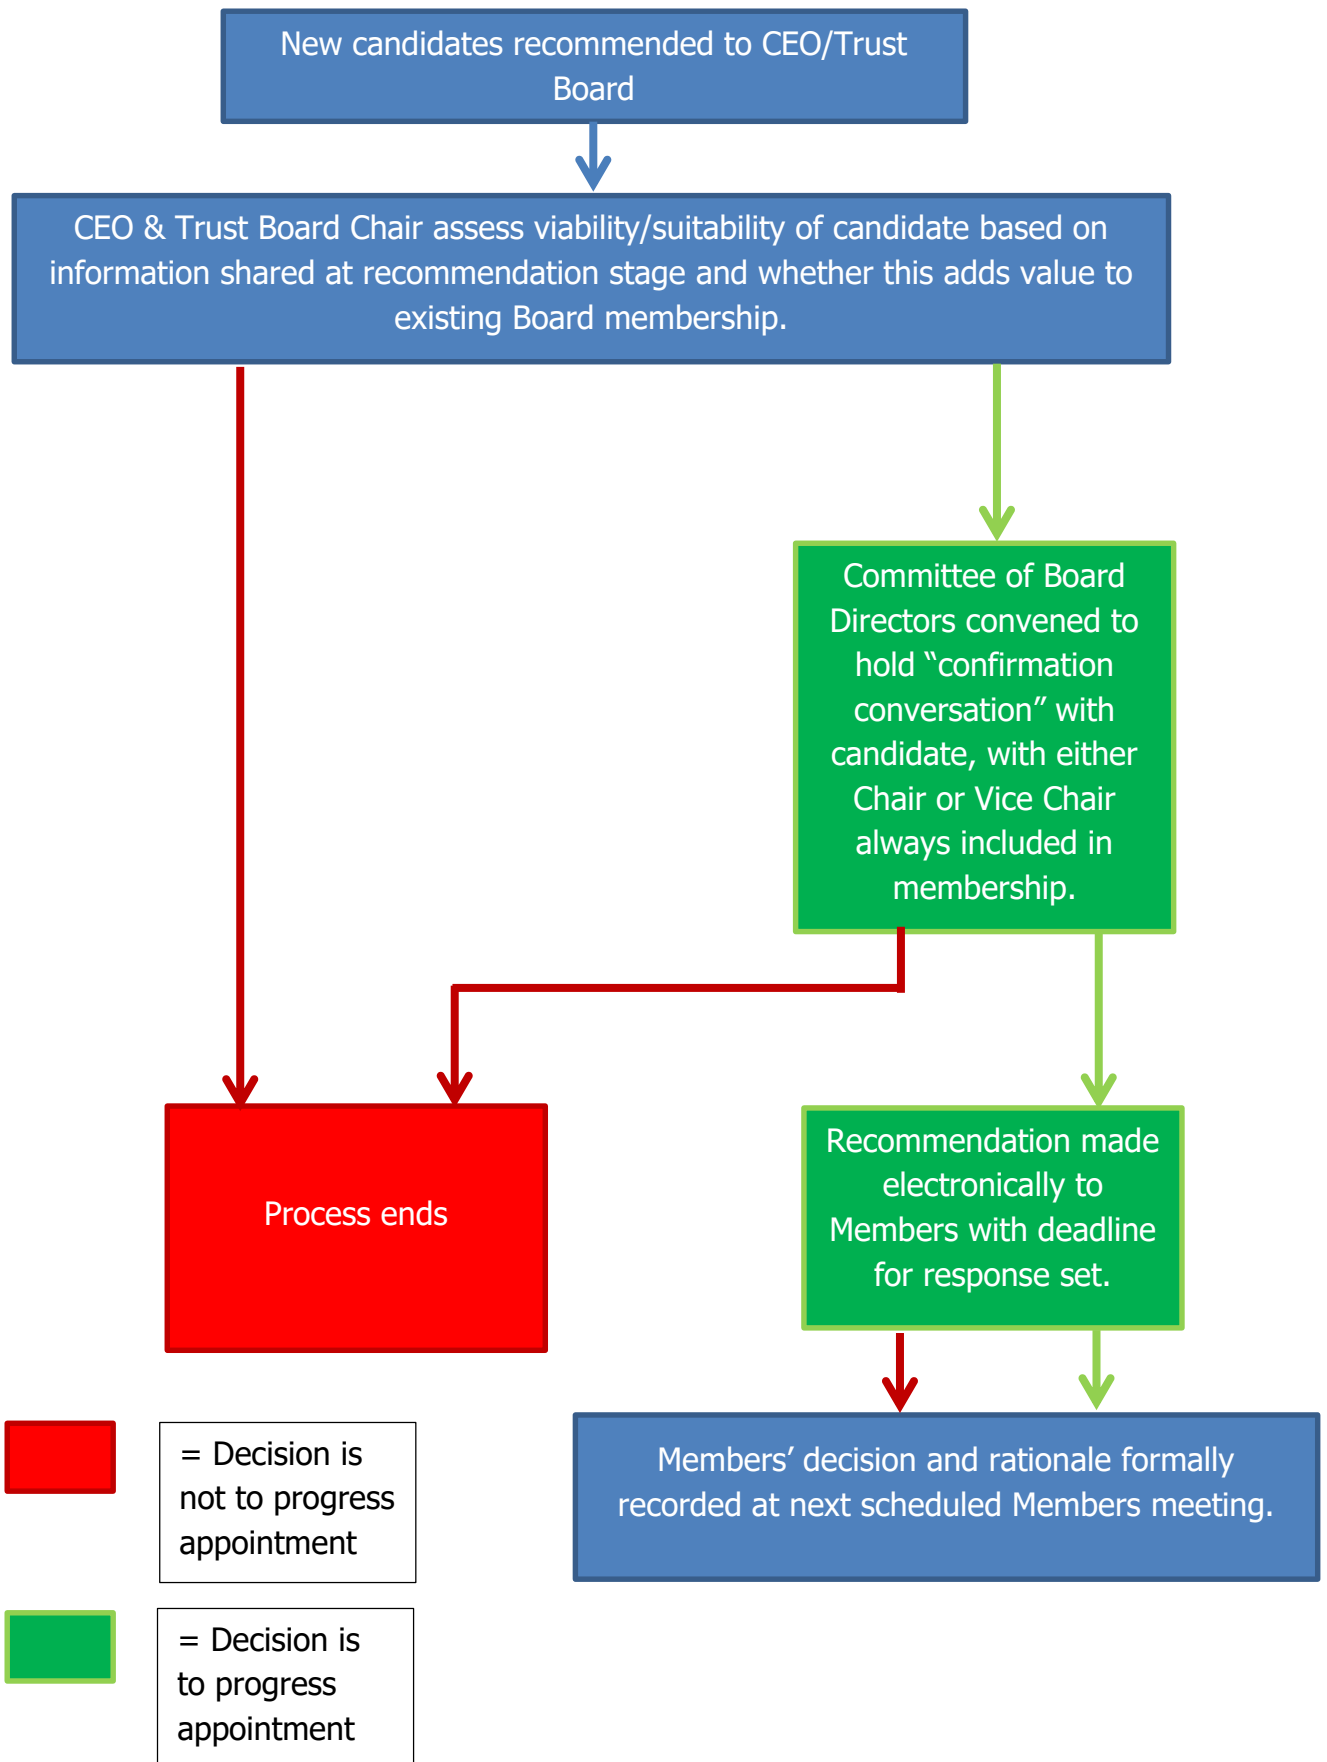 New candidates recommended to CEO/Trust
Board
CEO & Trust Board Chair assess viability/suitability of candidate based on
information shared at recommendation stage and whether this adds value to
existing Board membership.
Committee of Board
Directors convened to
hold “confirmation
conversation” with
candidate, with either
Chair or Vice Chair
always included in
membership.
Process ends
Recommendation made
electronically to
Members with deadline
for response set.
Members’ decision and rationale formally
recorded at next scheduled Members meeting.
= Decision is
not to progress
appointment
= Decision is
to progress
appointment